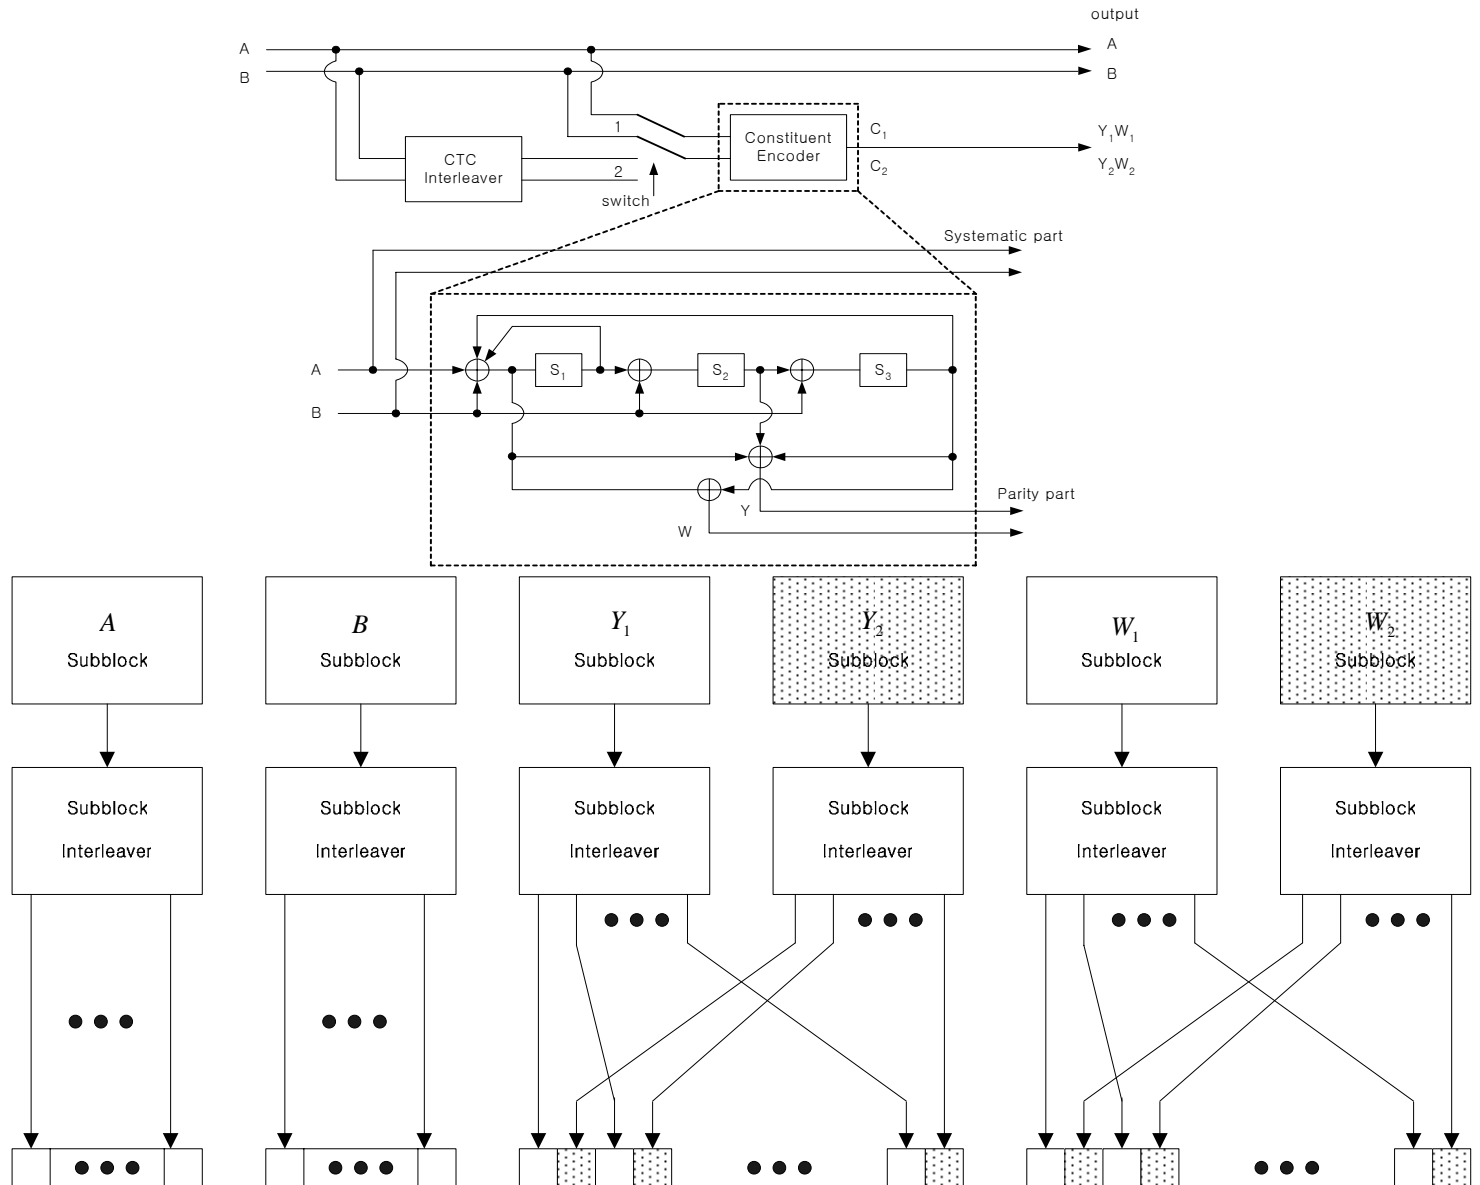 output
A
A
B
B
1
CTC
Interleaver
2
switch
Constituent
Encoder
C1
C2
Y1W1
Y2W2
Systematic part
A
S1
S2
S3
B
Parity part
Y
W
A
Subblock
B
Subblock
Y1
Subblock
Y2
Subblock
W1
Subblock
W2
Subblock
Subblock
Interleaver
Subblock
Interleaver
Subblock
Interleaver
Subblock
Interleaver
Subblock
Interleaver
Subblock
Interleaver